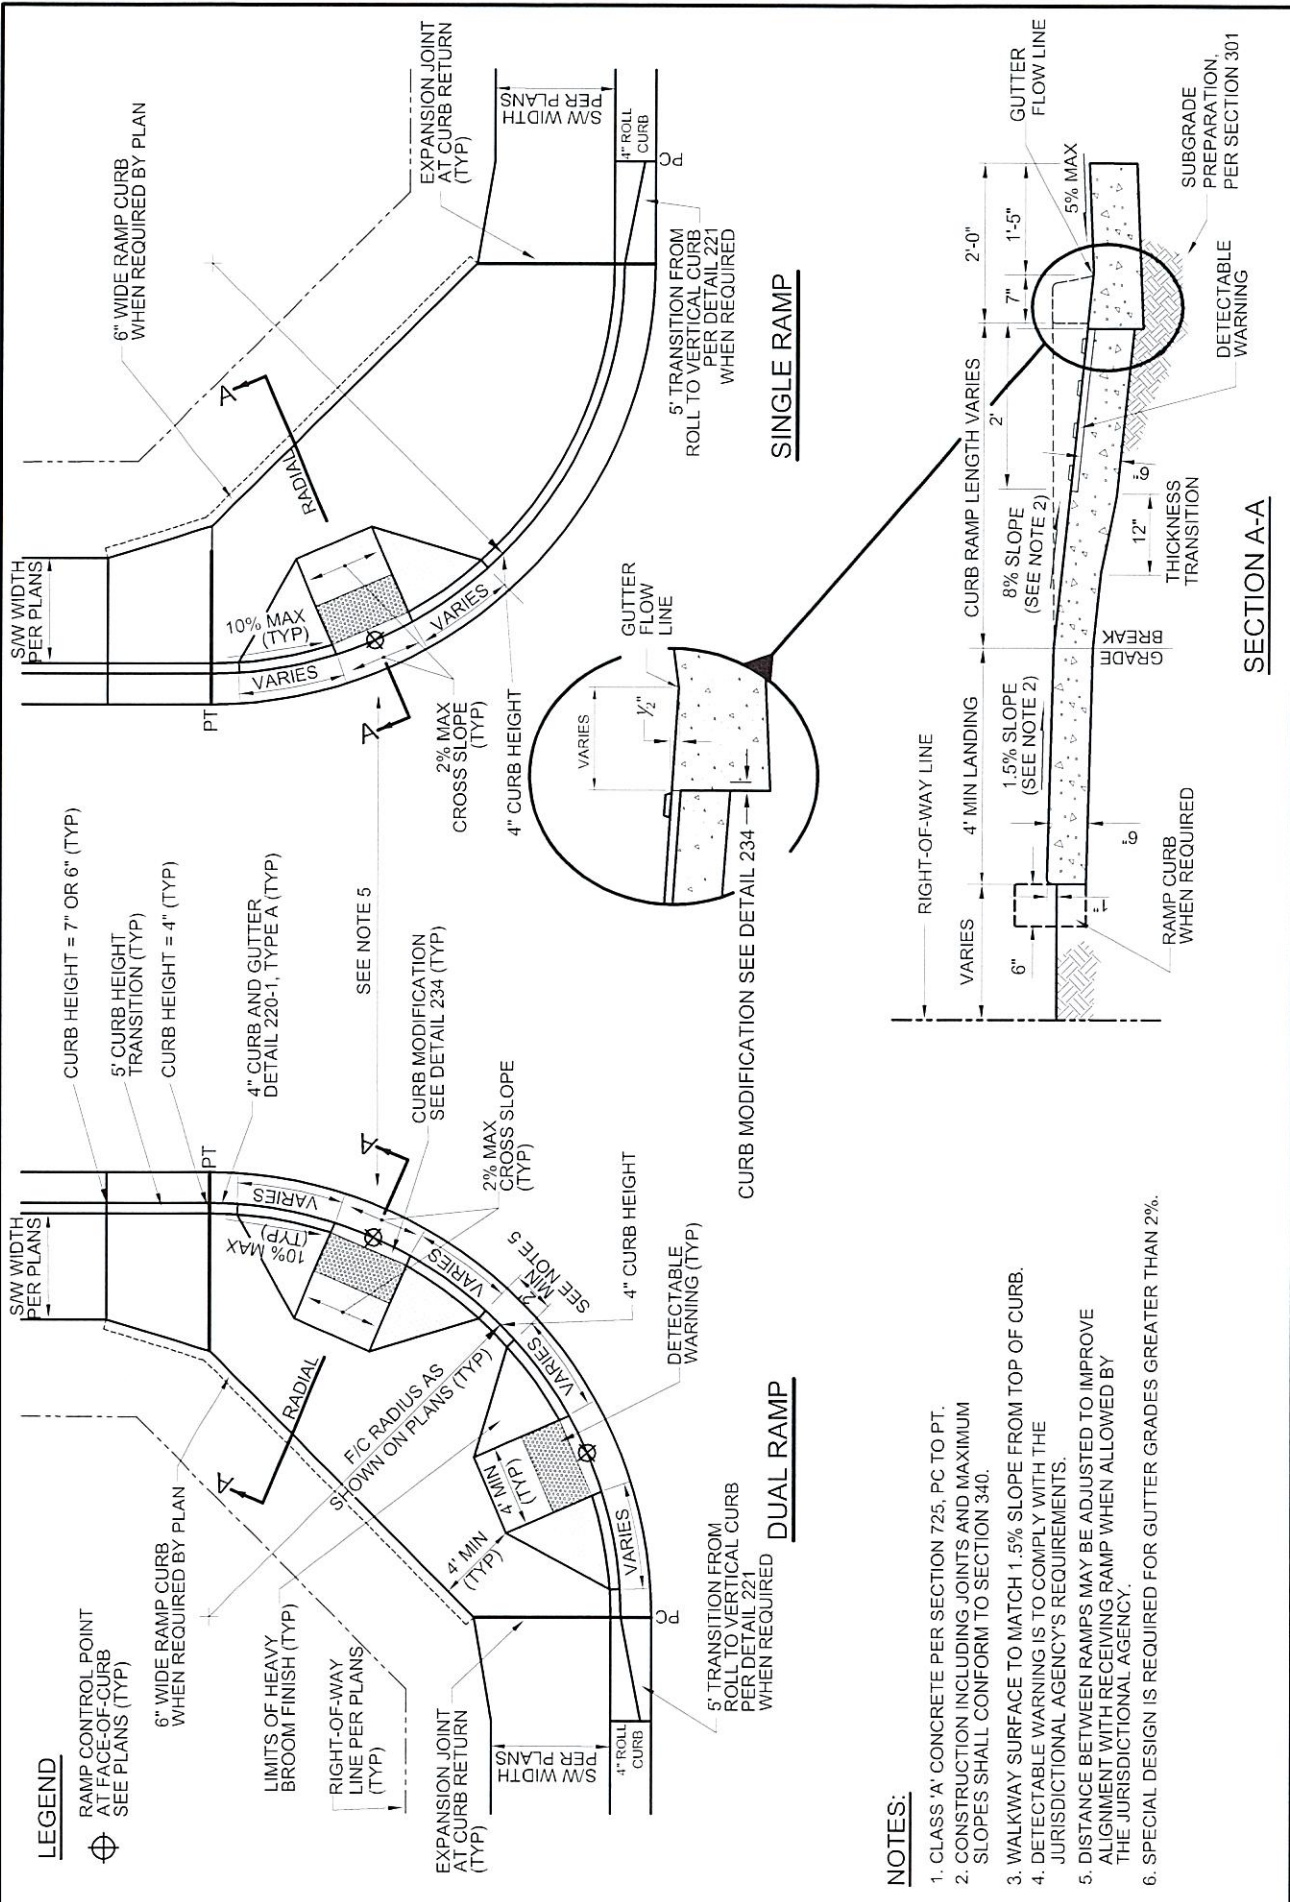 LEGEND
RAMP CONTROL POINT
AT FACE-OF-CURB
SEE PLANS (TYP)
6" WIDE RAMP CURB
WHEN REQUIRED BY PLAN
LIMITS OF HEAVY
BROOM FINISH (TYP)
RIGHT-OF-WAY
LINE PER PLANS
(TYP)
EXPANSION JOINT
AT CURB RETURN
(TYP)
S/W WIDTH
PER PLANS
4" ROLL
CURB
PC
5' TRANSITION FROM
ROLL TO VERTICAL CURB
PER DETAIL 221
WHEN REQUIRED
DUAL RAMP
S/W WIDTH
PER PLANS
PT
A
RADIAL
A
F/C RADIUS AS
SHOWN ON PLANS (TYP)
4' MIN
(TYP)
4' MIN
(TYP)
VARIES
VARIES
VARIES
VARIES
10% MAX
(TYP)
2' MIN
SEE NOTE 5
CURB HEIGHT = 7" OR 6" (TYP)
5' CURB HEIGHT
TRANSITION (TYP)
CURB HEIGHT = 4" (TYP)
4" CURB AND GUTTER
DETAIL 220-1, TYPE A (TYP)
SEE NOTE 5
CURB MODIFICATION
SEE DETAIL 234 (TYP)
2% MAX
CROSS SLOPE
(TYP)
4" CURB HEIGHT
DETECTABLE
WARNING (TYP)
S/W WIDTH
PER PLANS
PT
6" WIDE RAMP CURB
WHEN REQUIRED BY PLAN
A
RADIAL
A
10% MAX
(TYP)
VARIES
VARIES
2% MAX
CROSS SLOPE
(TYP)
4" CURB HEIGHT
EXPANSION JOINT
AT CURB RETURN
(TYP)
S/W WIDTH
PER PLANS
4" ROLL
CURB
PC
5' TRANSITION FROM
ROLL TO VERTICAL CURB
PER DETAIL 221
WHEN REQUIRED
SINGLE RAMP
GUTTER
FLOW
LINE
VARIES
½"
CURB MODIFICATION SEE DETAIL 234
RIGHT-OF-WAY LINE
VARIES
4' MIN LANDING
CURB RAMP LENGTH VARIES
2'-0"
7"
1'-5"
5% MAX
2'
6"
1.5% SLOPE
(SEE NOTE 2)
8% SLOPE
(SEE NOTE 2)
GRADE
BREAK
6"
6"
1"
12"
THICKNESS
TRANSITION
RAMP CURB
WHEN REQUIRED
GUTTER
FLOW LINE
SUBGRADE
PREPARATION,
PER SECTION 301
DETECTABLE
WARNING
SECTION A-A
NOTES:
1. CLASS 'A' CONCRETE PER SECTION 725, PC TO PT.
2. CONSTRUCTION INCLUDING JOINTS AND MAXIMUM
SLOPES SHALL CONFORM TO SECTION 340.
3. WALKWAY SURFACE TO MATCH 1.5% SLOPE FROM TOP OF CURB.
4. DETECTABLE WARNING IS TO COMPLY WITH THE
JURISDICTIONAL AGENCY'S REQUIREMENTS.
5. DISTANCE BETWEEN RAMPS MAY BE ADJUSTED TO IMPROVE
ALIGNMENT WITH RECEIVING RAMP WHEN ALLOWED BY
THE JURISDICTIONAL AGENCY.
6. SPECIAL DESIGN IS REQUIRED FOR GUTTER GRADES GREATER THAN 2%.